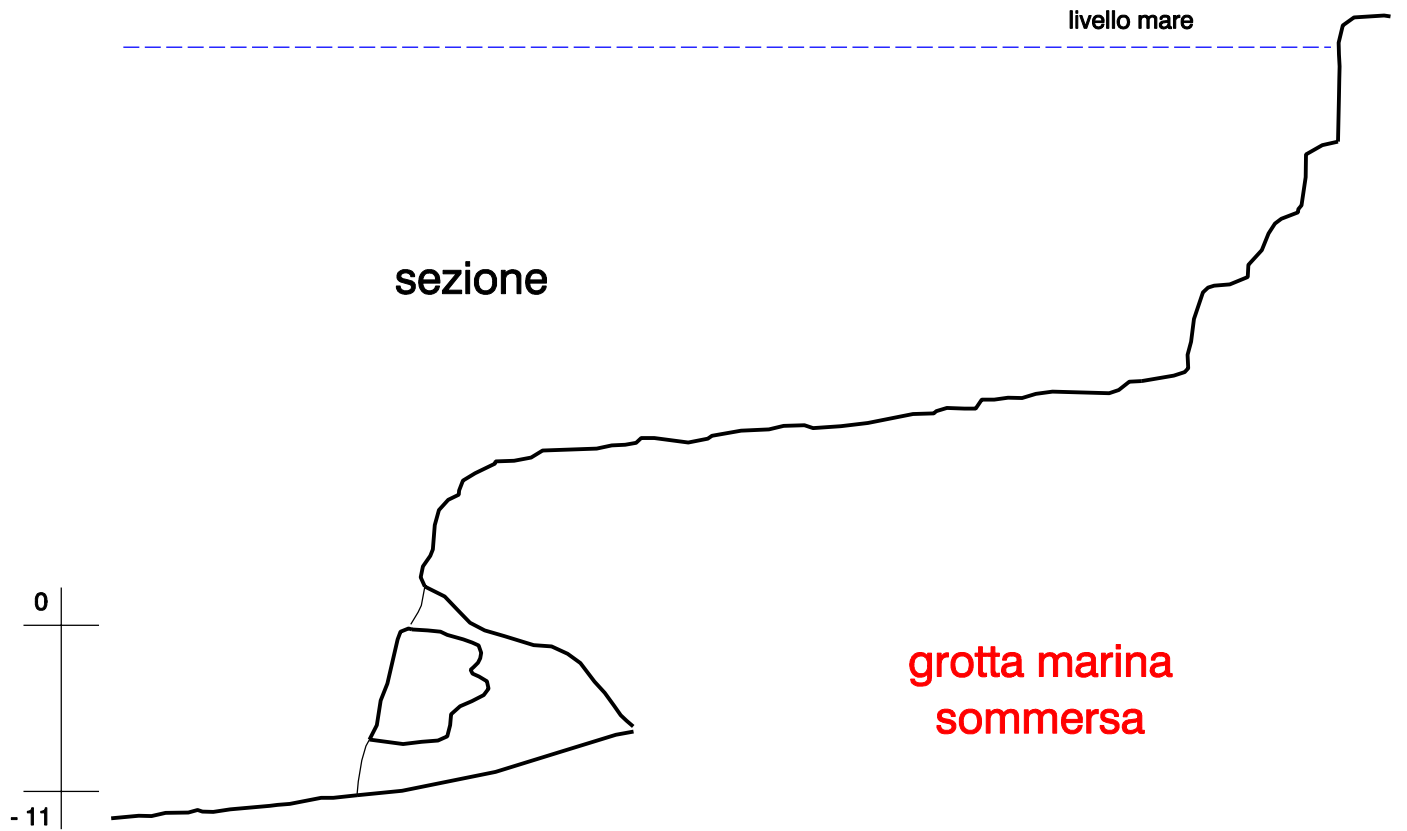 livello mare
sezione
0
grotta marina
sommersa
- 11